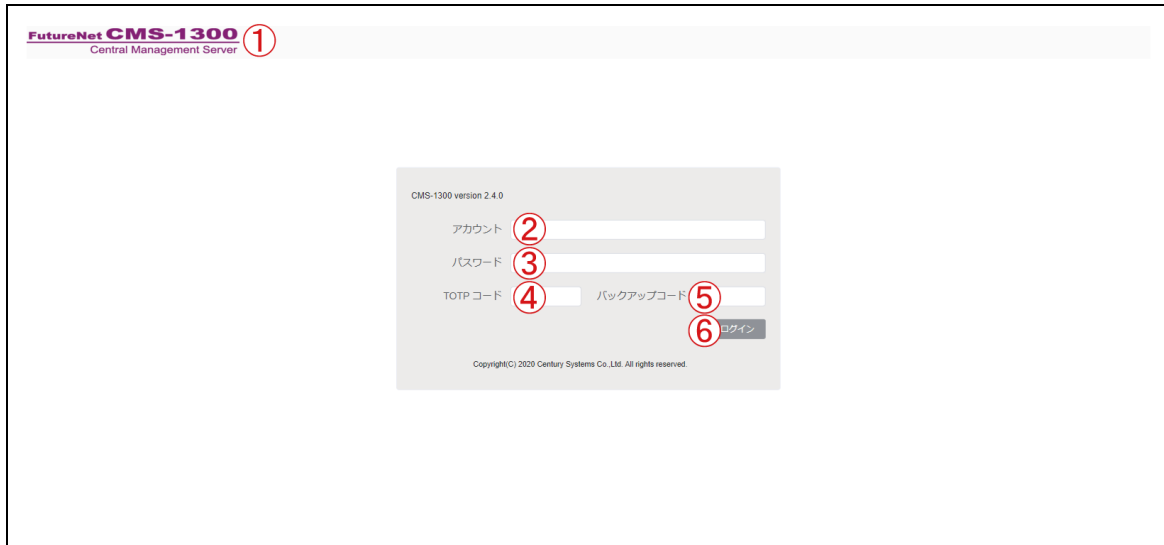 FutureNet CMS-1300 ①
Central Management Server
CMS-1300 version 2.4.0
アカウント ②
パスワード ③
TOTP コード ④ バックアップコード ⑤
⑥ ログイン
Copyright(C) 2020 Century Systems Co.,Ltd. All rights reserved.